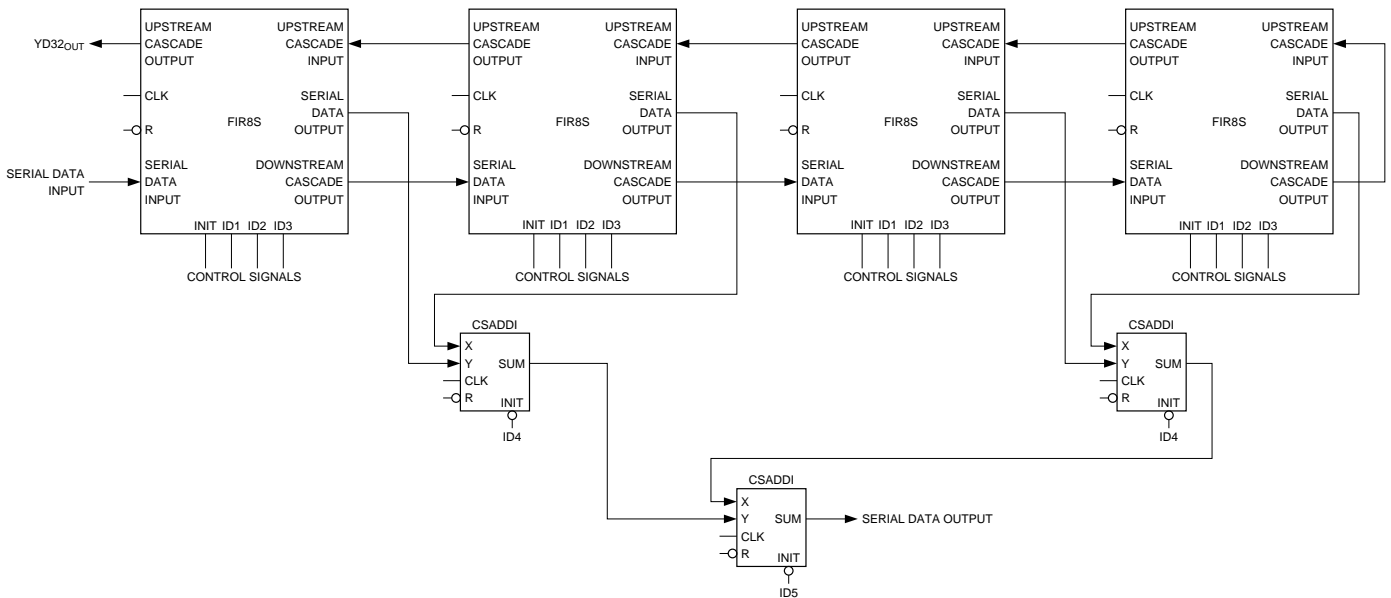 YD32OUT
SERIAL DATA
INPUT
UPSTREAM
CASCADE
OUTPUT
UPSTREAM
CASCADE
INPUT
CLK
SERIAL
DATA
OUTPUT
R
FIR8S
SERIAL
DATA
INPUT
DOWNSTREAM
CASCADE
OUTPUT
INIT ID1 ID2 ID3
CONTROL SIGNALS
UPSTREAM
CASCADE
OUTPUT
UPSTREAM
CASCADE
INPUT
CLK
SERIAL
DATA
OUTPUT
R
FIR8S
SERIAL
DATA
INPUT
DOWNSTREAM
CASCADE
OUTPUT
INIT ID1 ID2 ID3
CONTROL SIGNALS
UPSTREAM
CASCADE
OUTPUT
UPSTREAM
CASCADE
INPUT
CLK
SERIAL
DATA
OUTPUT
R
FIR8S
SERIAL
DATA
INPUT
DOWNSTREAM
CASCADE
OUTPUT
INIT ID1 ID2 ID3
CONTROL SIGNALS
UPSTREAM
CASCADE
OUTPUT
UPSTREAM
CASCADE
INPUT
CLK
SERIAL
DATA
OUTPUT
R
FIR8S
SERIAL
DATA
INPUT
DOWNSTREAM
CASCADE
OUTPUT
INIT ID1 ID2 ID3
CONTROL SIGNALS
CSADDI
X
Y SUM
CLK
R
INIT
ID4
CSADDI
X
Y SUM
CLK
R
INIT
ID4
CSADDI
X
Y SUM
CLK
R
INIT
ID5
SERIAL DATA OUTPUT